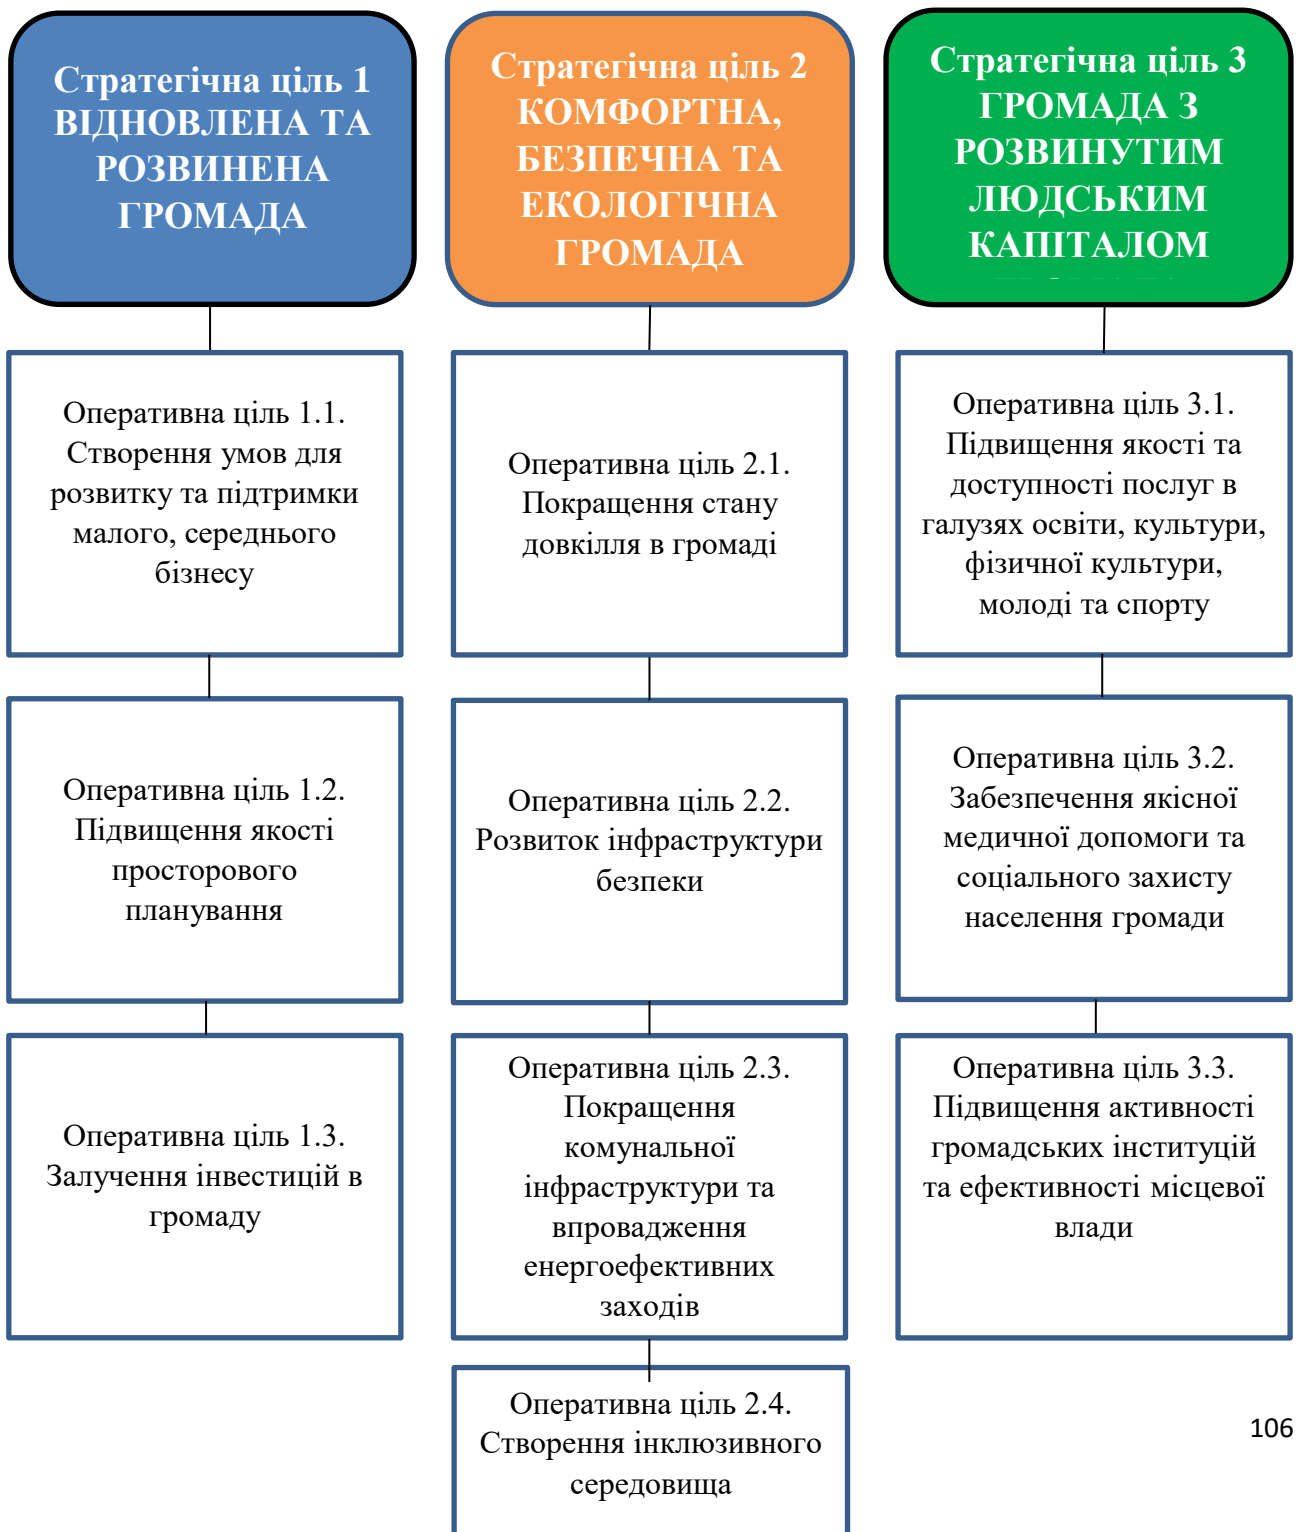 Стратегічна ціль 1
ВІДНОВЛЕНА ТА
РОЗВИНЕНА
ГРОМАДА
Стратегічна ціль 2
КОМФОРТНА,
БЕЗПЕЧНА ТА
ЕКОЛОГІЧНА
ГРОМАДА
Стратегічна ціль 3
ГРОМАДА З
РОЗВИНУТИМ
ЛЮДСЬКИМ
КАПІТАЛОМ
Оперативна ціль 1.1.
Створення умов для
розвитку та підтримки
малого, середнього
бізнесу
Оперативна ціль 2.1.
Покращення стану
довкілля в громаді
Оперативна ціль 3.1.
Підвищення якості та
доступності послуг в
галузях освіти, культури,
фізичної культури,
молоді та спорту
Оперативна ціль 1.2.
Підвищення якості
просторового
планування
Оперативна ціль 2.2.
Розвиток інфраструктури
безпеки
Оперативна ціль 3.2.
Забезпечення якісної
медичної допомоги та
соціального захисту
населення громади
Оперативна ціль 1.3.
Залучення інвестицій в
громаду
Оперативна ціль 2.3.
Покращення
комунальної
інфраструктури та
впровадження
енергоефективних
заходів
Оперативна ціль 3.3.
Підвищення активності
громадських інституцій
та ефективності місцевої
влади
Оперативна ціль 2.4.
Створення інклюзивного
середовища
106